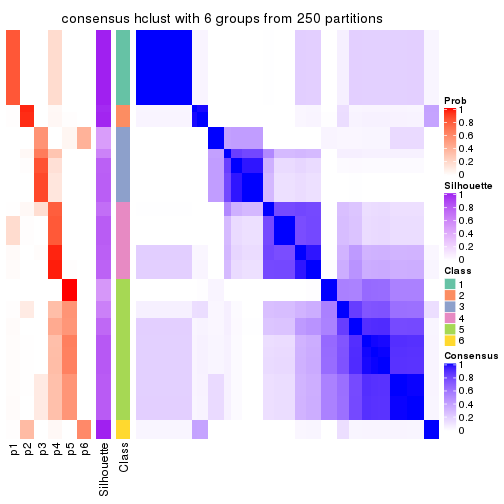 consensus hclust with 6 groups from 250 partitions
Prob
1
0.8
0.6
0.4
0.2
0
Silhouette
1
0.8
0.6
0.4
0.2
0
Class
1
2
3
4
5
6
Consensus
1
0.8
0.6
0.4
0.2
0
p1
p2
p3
p4
p5
p6
Silhouette
Class